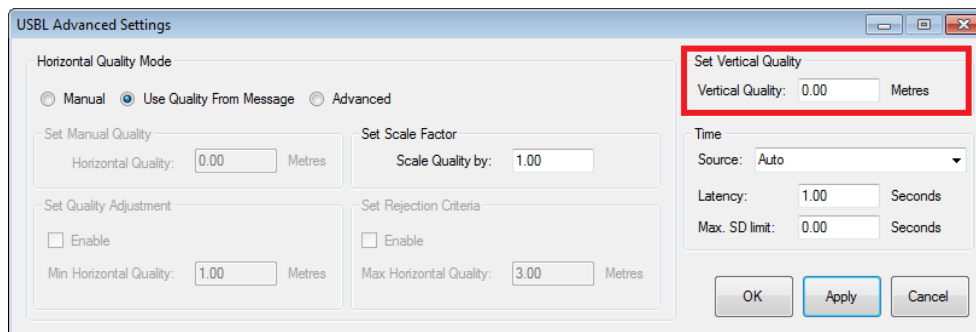 USBL Advanced Settings
Horizontal Quality Mode
Manual Use Quality From Message Advanced
Set Manual Quality
Horizontal Quality: 0.00 Metres
Set Scale Factor
Scale Quality by: 1.00
Set Quality Adjustment
Enable
Min Horizontal Quality: 1.00 Metres
Set Rejection Criteria
Enable
Max Horizontal Quality: 3.00 Metres
Set Vertical Quality
Vertical Quality: 0.00 Metres
Time
Source: Auto
Latency: 1.00 Seconds
Max. SD limit: 0.00 Seconds
OK Apply Cancel